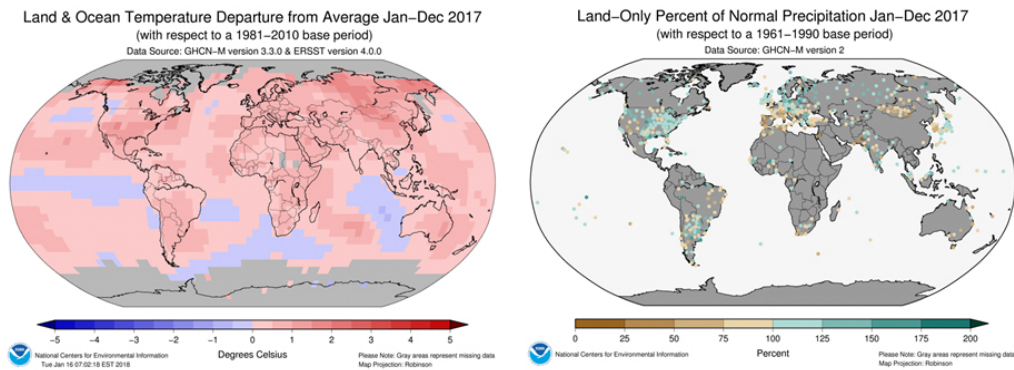 Land & Ocean Temperature Departure from Average Jan–Dec 2017
(with respect to a 1981–2010 base period)
Data Source: GHCN–M version 3.3.0 & ERSST version 4.0.0
−5 −4 −3 −2 −1 0 1 2 3 4 5
Degrees Celsius
National Centers for Environmental Information
Tue Jan 16 07:02:18 EST 2018
Please Note: Gray areas represent missing data
Map Projection: Robinson
Land–Only Percent of Normal Precipitation Jan–Dec 2017
(with respect to a 1961–1990 base period)
Data Source: GHCN–M version 2
0 25 50 75 100 125 150 175 200
Percent
National Centers for Environmental Information
Please Note: Gray areas represent missing data
Map Projection: Robinson